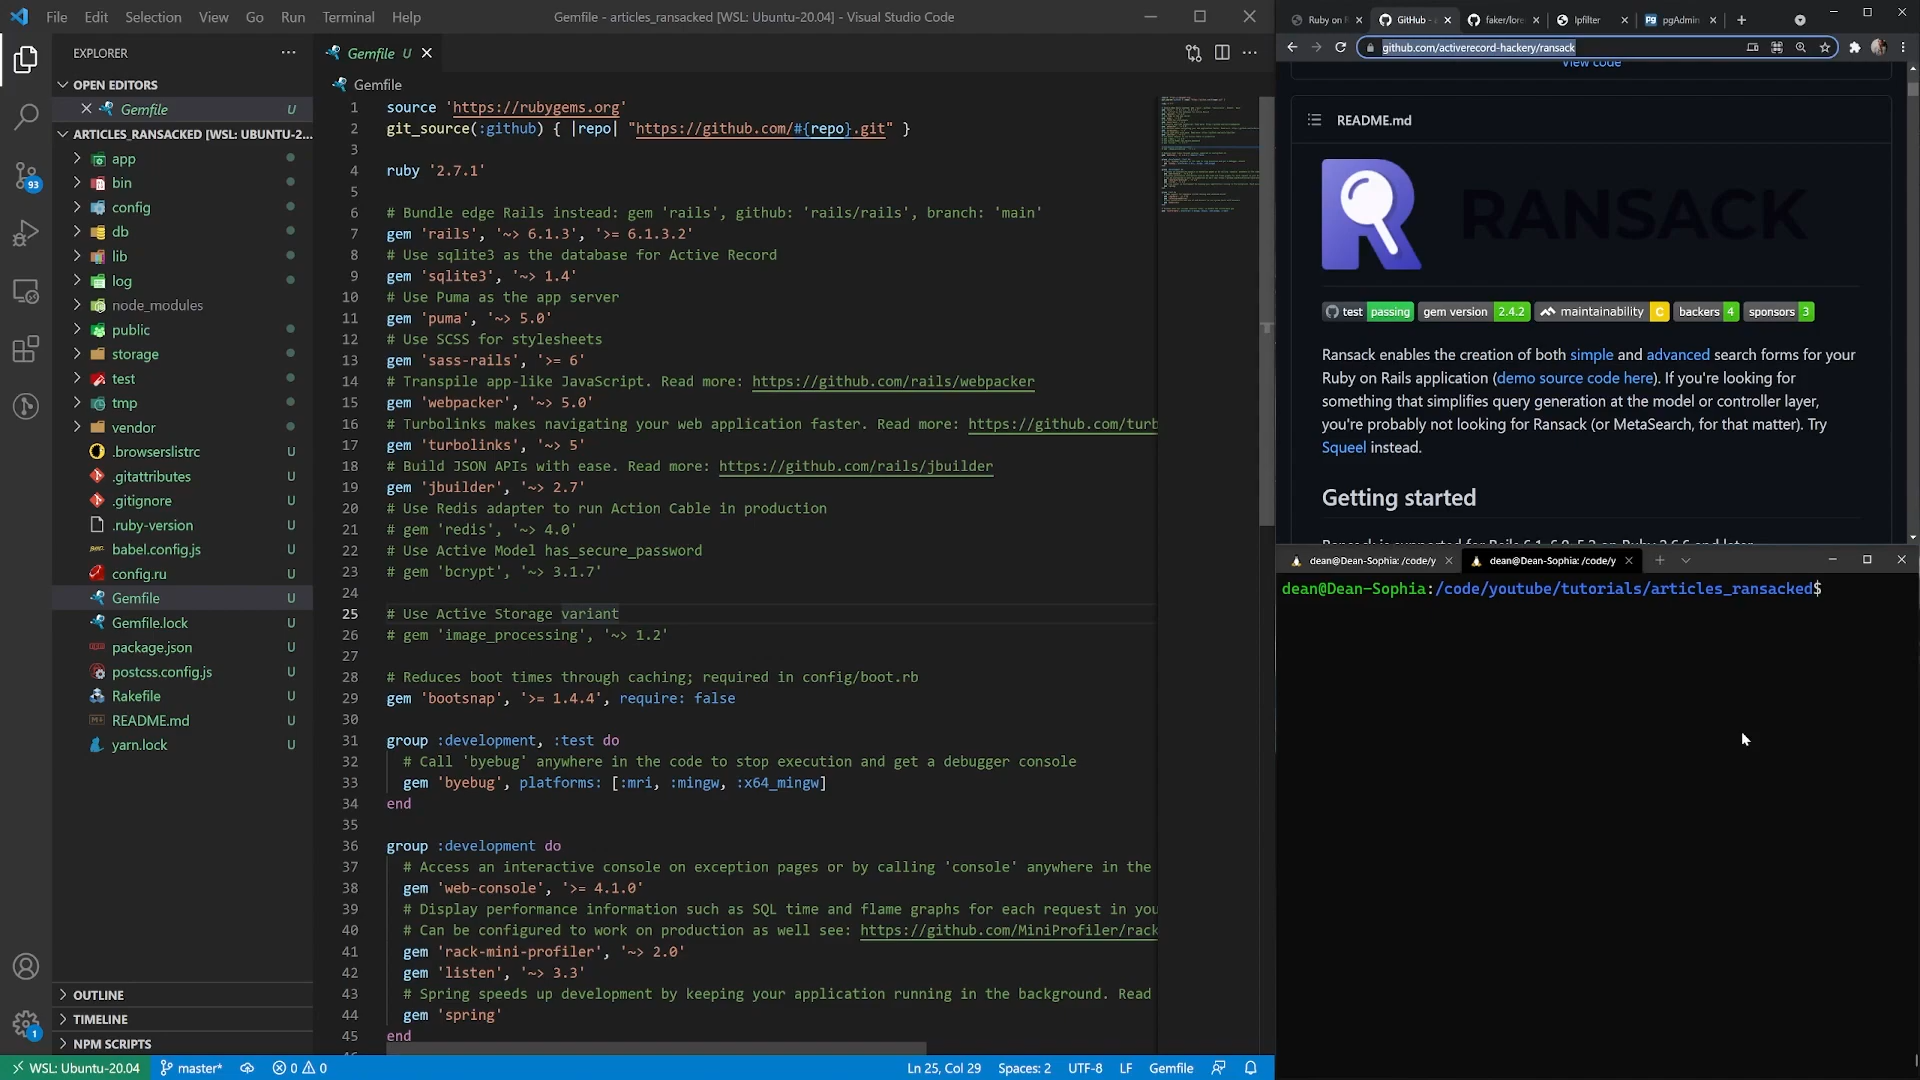 File Edit Selection View Go Run Terminal Help
Gemfile - articles_ransacked [WSL: Ubuntu-20.04] - Visual Studio Code
EXPLORER
OPEN EDITORS
Gemfile U
ARTICLES_RANSACKED [WSL: UBUNTU-2...
app
bin
config
db
lib
log
node_modules
public
storage
test
tmp
vendor
.browserslistrc U
.gitattributes U
.gitignore U
.ruby-version U
babel.config.js U
config.ru U
Gemfile U
Gemfile.lock U
package.json U
postcss.config.js U
Rakefile U
README.md U
yarn.lock U
OUTLINE
TIMELINE
NPM SCRIPTS
93
1
Gemfile U
Gemfile
1 source 'https://rubygems.org'
2 git_source(:github) { |repo| "https://github.com/#{repo}.git" }
3
4 ruby '2.7.1'
5
6 # Bundle edge Rails instead: gem 'rails', github: 'rails/rails', branch: 'main'
7 gem 'rails', '~> 6.1.3', '>= 6.1.3.2'
8 # Use sqlite3 as the database for Active Record
9 gem 'sqlite3', '~> 1.4'
10 # Use Puma as the app server
11 gem 'puma', '~> 5.0'
12 # Use SCSS for stylesheets
13 gem 'sass-rails', '>= 6'
14 # Transpile app-like JavaScript. Read more: https://github.com/rails/webpacker
15 gem 'webpacker', '~> 5.0'
16 # Turbolinks makes navigating your web application faster. Read more: https://github.com/turb
17 gem 'turbolinks', '~> 5'
18 # Build JSON APIs with ease. Read more: https://github.com/rails/jbuilder
19 gem 'jbuilder', '~> 2.7'
20 # Use Redis adapter to run Action Cable in production
21 # gem 'redis', '~> 4.0'
22 # Use Active Model has_secure_password
23 # gem 'bcrypt', '~> 3.1.7'
24
25 # Use Active Storage variant
26 # gem 'image_processing', '~> 1.2'
27
28 # Reduces boot times through caching; required in config/boot.rb
29 gem 'bootsnap', '>= 1.4.4', require: false
30
31 group :development, :test do
32 # Call 'byebug' anywhere in the code to stop execution and get a debugger console
33 gem 'byebug', platforms: [:mri, :mingw, :x64_mingw]
34 end
35
36 group :development do
37 # Access an interactive console on exception pages or by calling 'console' anywhere in the
38 gem 'web-console', '>= 4.1.0'
39 # Display performance information such as SQL time and flame graphs for each request in you
40 # Can be configured to work on production as well see: https://github.com/MiniProfiler/rack
41 gem 'rack-mini-profiler', '~> 2.0'
42 gem 'listen', '~> 3.3'
43 # Spring speeds up development by keeping your application running in the background. Read
44 gem 'spring'
45 end
WSL: Ubuntu-20.04 master* 0 0 Ln 25, Col 29 Spaces: 2 UTF-8 LF Gemfile
Ruby on GitHub - faker/lore Ipfilter pgAdmin
github.com/activerecord-hackery/ransack
View code
README.md
R RANSACK
test passing gem version 2.4.2 maintainability C backers 4 sponsors 3
Ransack enables the creation of both simple and advanced search forms for your
Ruby on Rails application (demo source code here). If you're looking for
something that simplifies query generation at the model or controller layer,
you're probably not looking for Ransack (or MetaSearch, for that matter). Try
Squeel instead.
Getting started
dean@Dean-Sophia: /code/y dean@Dean-Sophia: /code/y
dean@Dean-Sophia:/code/youtube/tutorials/articles_ransacked$